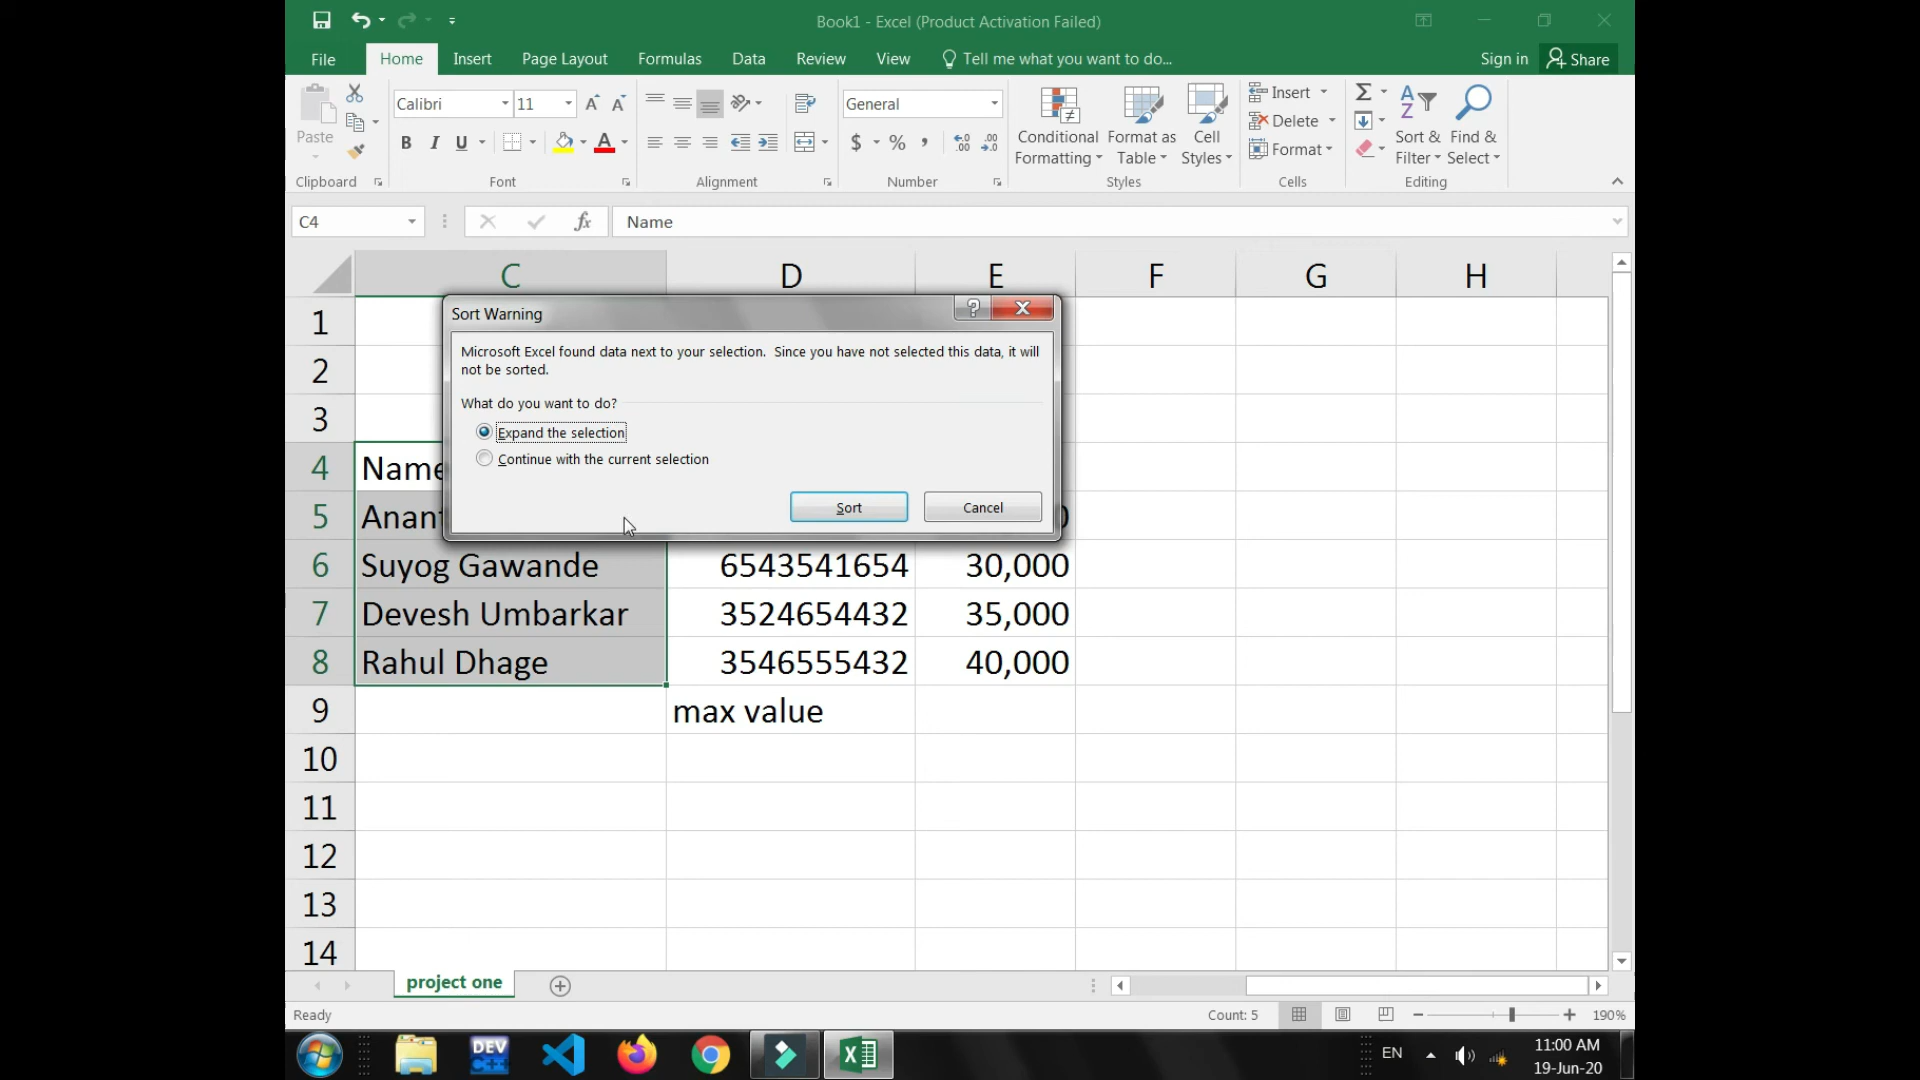 Book1 - Excel (Product Activation Failed)
File Home Insert Page Layout Formulas Data Review View Tell me what you want to do... Sign in Share
Paste
Clipboard
Calibri 11
B I U A
Font
Alignment
General
$ % , .00 .00
Number
Conditional Formatting
Format as Table
Cell Styles
Styles
Insert
Delete
Format
Cells
Sort & Filter
Find & Select
Editing
C4 fx Name
C D E F G H
Sort Warning
Microsoft Excel found data next to your selection. Since you have not selected this data, it will
not be sorted.
What do you want to do?
Expand the selection
Continue with the current selection
Sort Cancel
1
2
3
4 Name
5
6 Suyog Gawande 6543541654 30,000
7 Devesh Umbarkar 3524654432 35,000
8 Rahul Dhage 3546555432 40,000
9 max value
10
11
12
13
14
project one
Ready Count: 5 190%
DEV C++
EN
11:00 AM
19-Jun-20